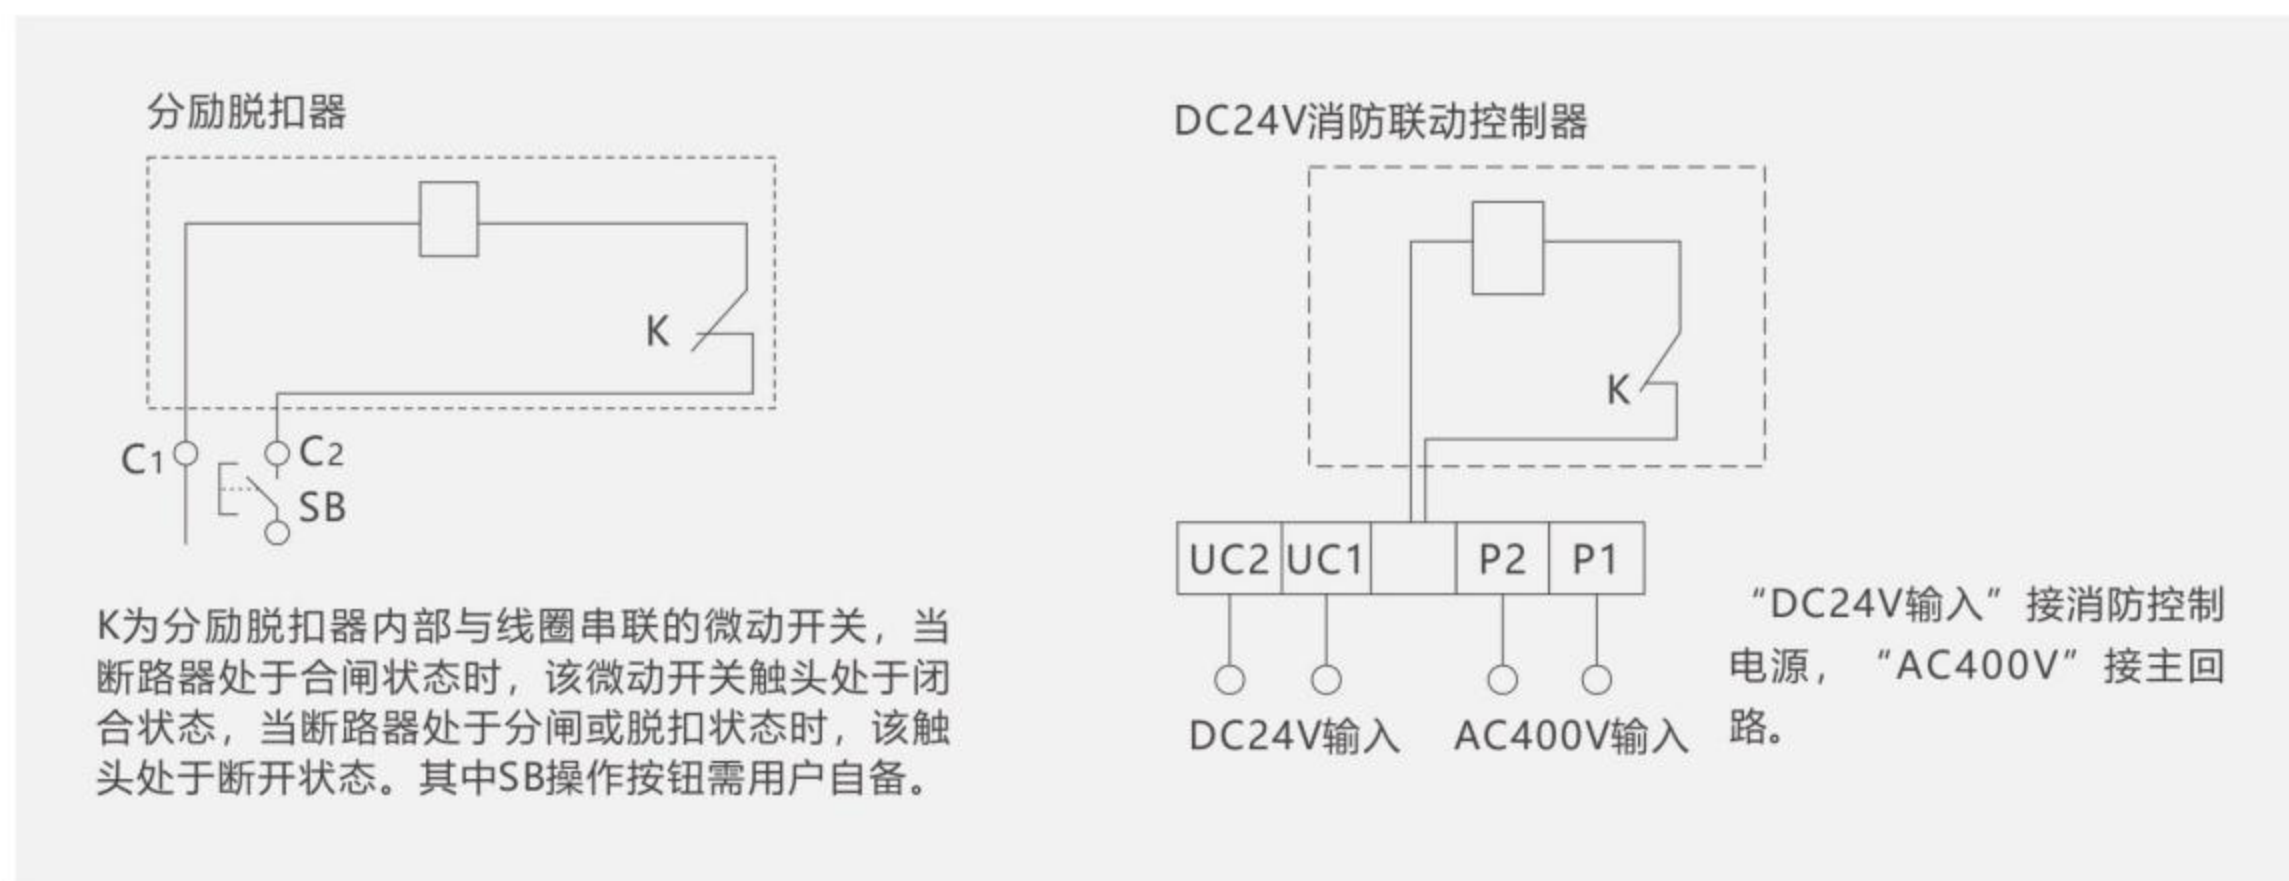 分励脱扣器
K
C1
C2
SB
K为分励脱扣器内部与线圈串联的微动开关，当
断路器处于合闸状态时，该微动开关触头处于闭
合状态，当断路器处于分闸或脱扣状态时，该触
头处于断开状态。其中SB操作按钮需用户自备。
DC24V消防联动控制器
K
UC2 UC1 P2 P1
DC24V输入 AC400V输入
“DC24V输入”接消防控制
电源，“AC400V”接主回
路。